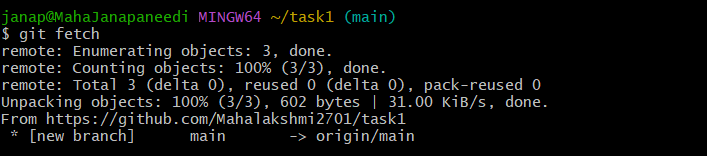 janap@MahaJanapaneedi MINGW64 ~/task1 (main)
$ git fetch
remote: Enumerating objects: 3, done.
remote: Counting objects: 100% (3/3), done.
remote: Total 3 (delta 0), reused 0 (delta 0), pack-reused 0
Unpacking objects: 100% (3/3), 602 bytes | 31.00 KiB/s, done.
From https://github.com/Mahalakshmi2701/task1
 * [new branch]      main       -> origin/main